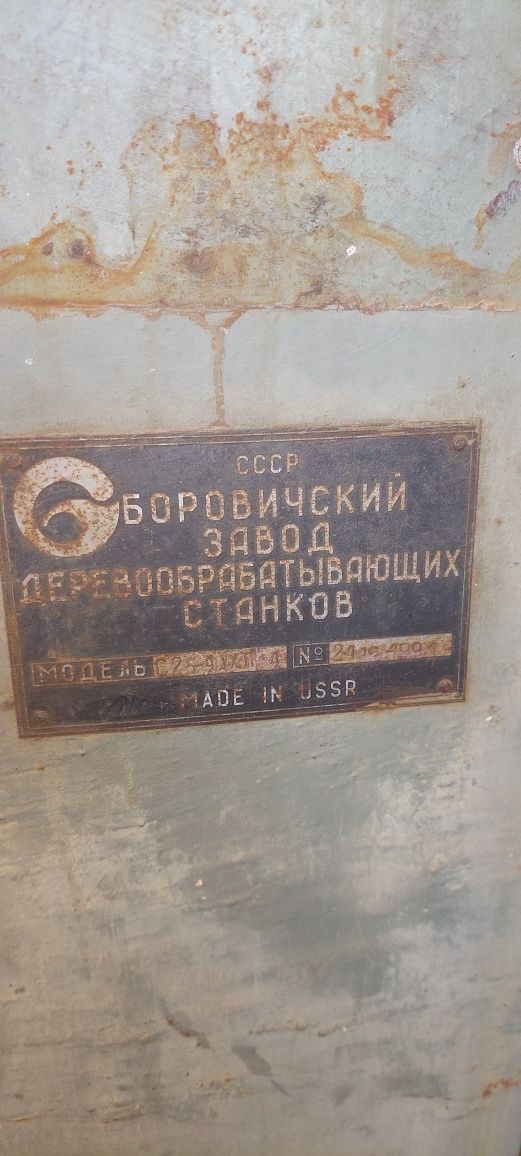 СССР
БОРОВИЧСКИЙ
ЗАВОД
ДЕРЕВООБРАБАТЫВАЮЩИХ
СТАНКОВ
МОДЕЛЬ №
MADE IN USSR